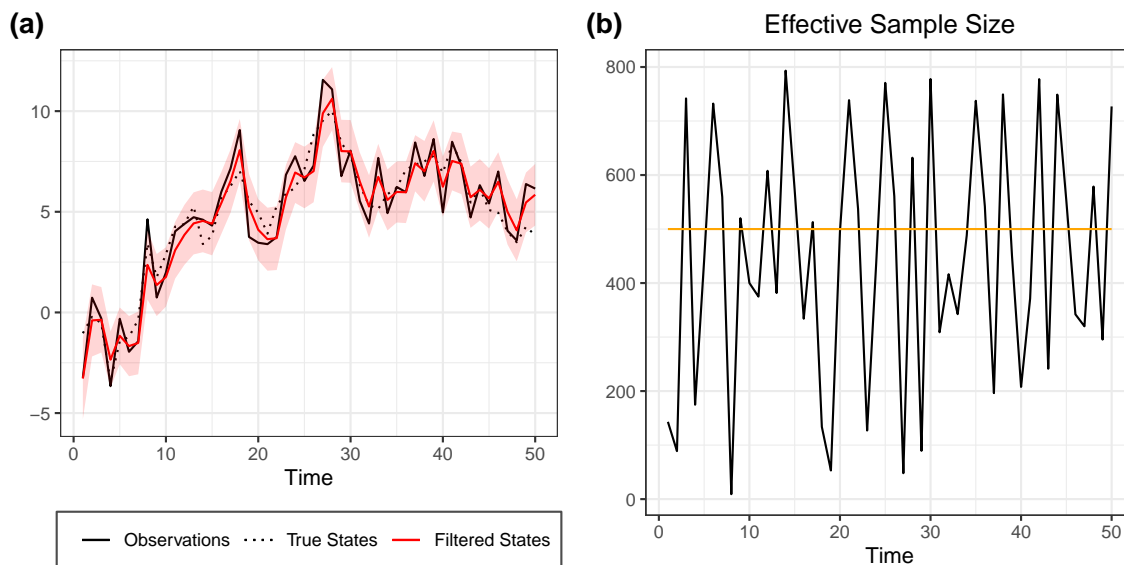 (a)
10
5
0
−5
0 10 20 30 40 50
Time
Observations True States Filtered States
(b) Effective Sample Size
800
600
400
200
0
0 10 20 30 40 50
Time